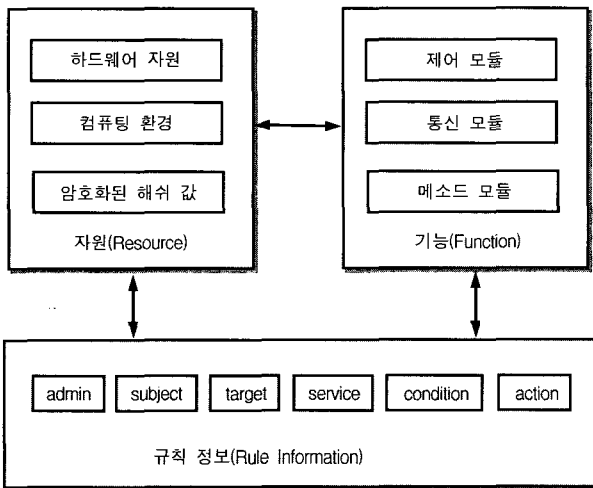 하드웨어 자원
컴퓨팅 환경
암호화된 해쉬 값
자원(Resource)
제어 모듈
통신 모듈
메소드 모듈
기능(Function)
admin subject target service condition action
규칙 정보(Rule Information)